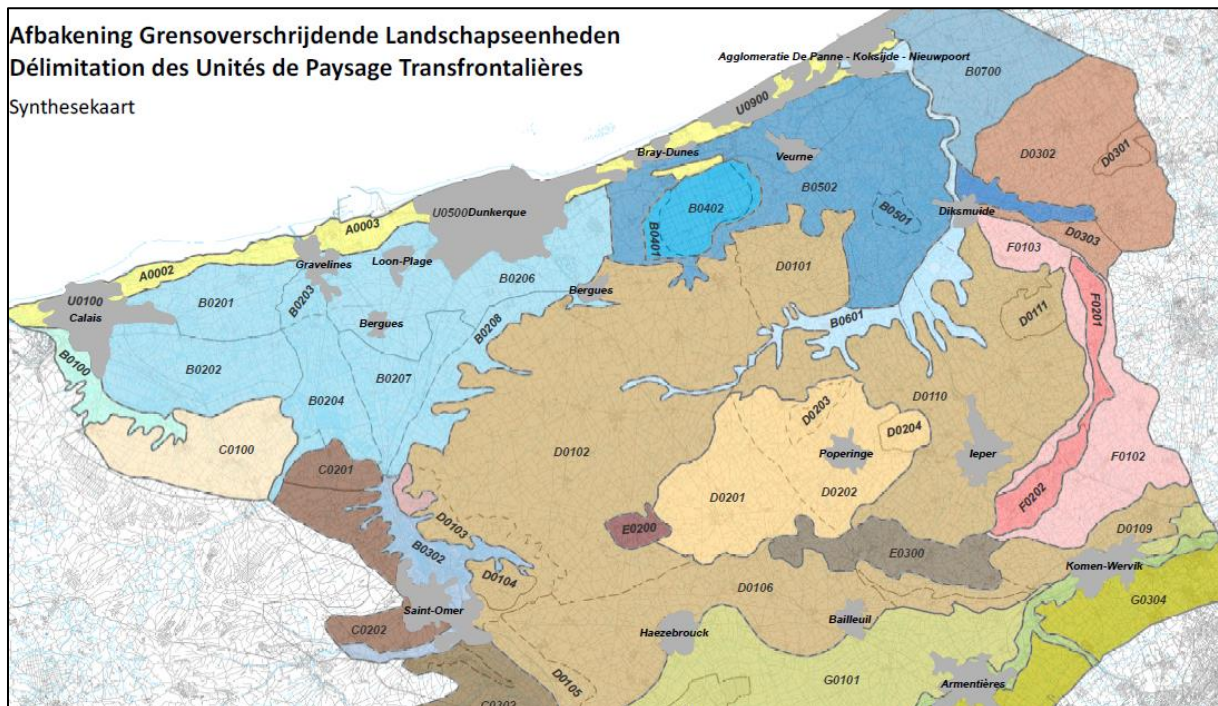 Afbakening Grensoverschrijdende Landschapseenheden
Délimitation des Unités de Paysage Transfrontalières
Synthesekaart
Agglomeratie De Panne - Koksijde - Nieuwpoort
B0700
U0900
D0302
D0301
Bray-Dunes
Veurne
B0502
B0402
B0401
B0501
Diksmuide
D0303
U0500 Dunkerque
A0003
A0002
Gravelines
Loon-Plage
B0206
D0101
F0103
U0100
Calais
B0201
B0203
Bergues
Bergues
B0208
B0601
D0111
F0201
B0100
B0202
B0207
B0204
D0110
D0203
D0204
C0100
C0201
D0102
Poperinge
Ieper
F0102
D0201
D0202
F0202
D0103
E0200
D0109
B0302
E0300
D0104
D0106
Komen-Wervik
Saint-Omer
G0304
C0202
Haezebrouck
Bailleuil
D0105
G0101
Armentières
C0303